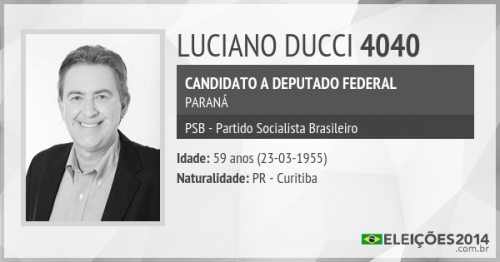 LUCIANO DUCCI 4040
CANDIDATO A DEPUTADO FEDERAL
PARANÁ
PSB - Partido Socialista Brasileiro
Idade: 59 anos (23-03-1955)
Naturalidade: PR - Curitiba
ELEIÇÕES2014
.com.br